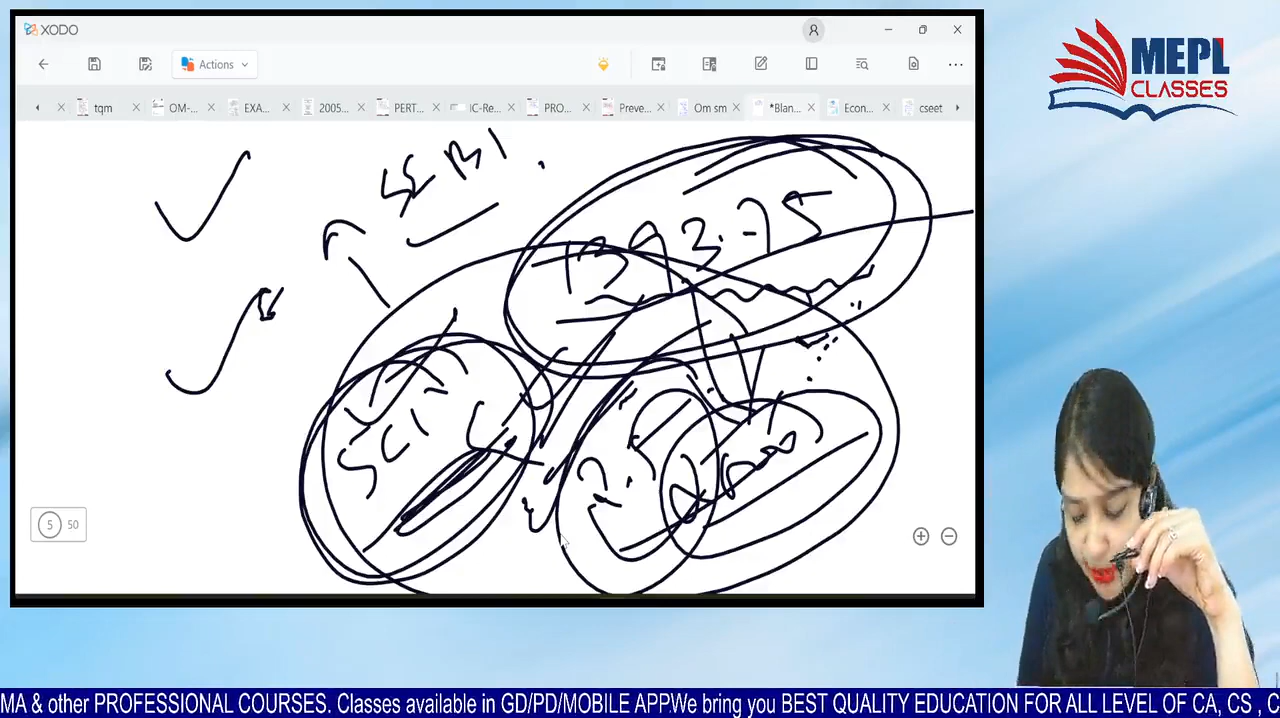 XODO
Actions
tqm
OM-...
EXA...
2005...
PERT...
IC-Re...
PRO...
Preve...
Om sm
*Blan...
Econ...
cseet
SEBI
1393.75
5 50
MEPL
CLASSES
MA & other PROFESSIONAL COURSES. Classes available in GD/PD/MOBILE APP.We bring you BEST QUALITY EDUCATION FOR ALL LEVEL OF CA, CS , C